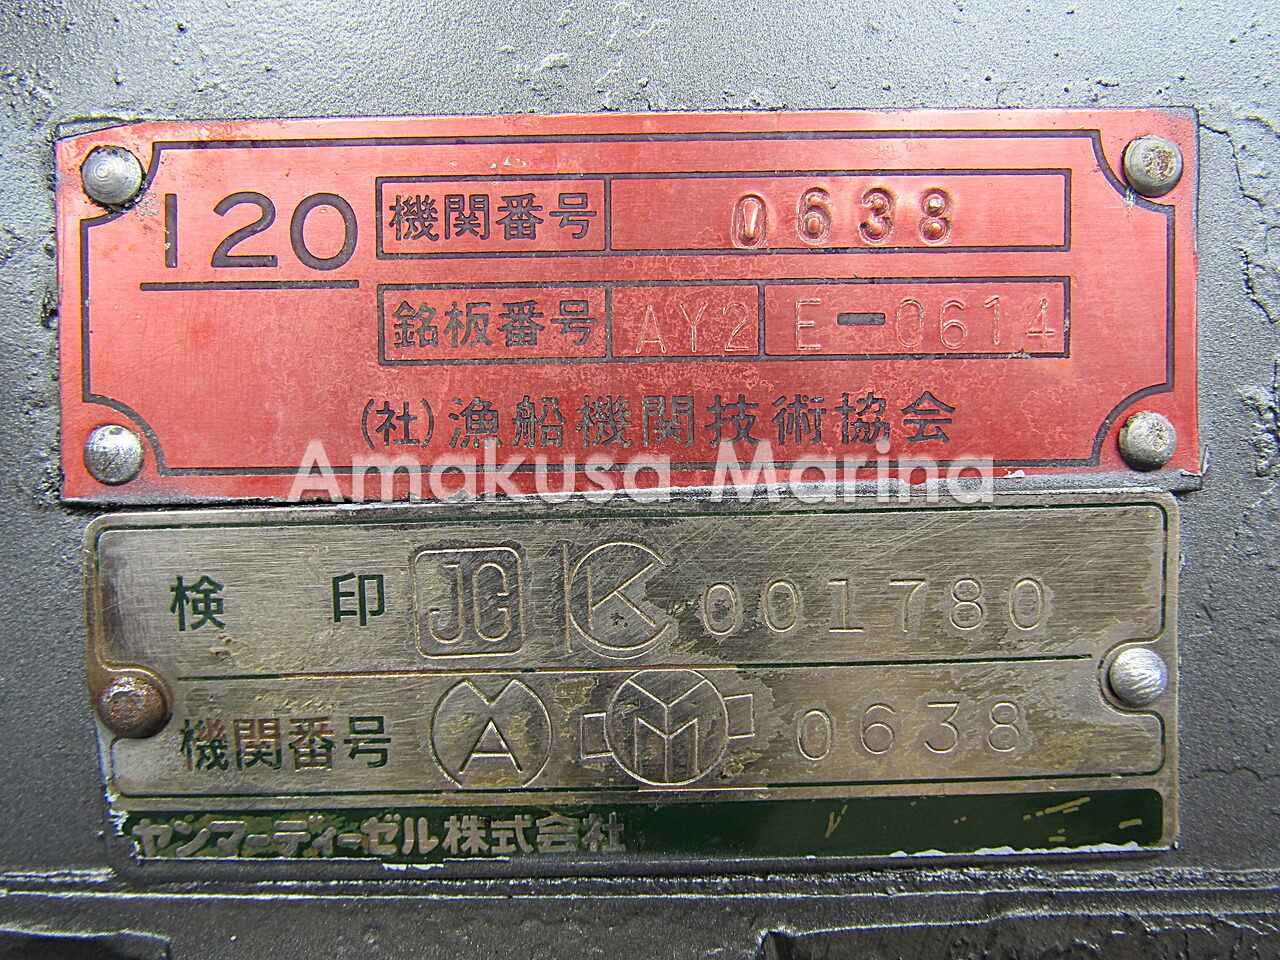 120 機関番号 0638
銘板番号 AY2 E-0614
(社)漁船機関技術協会
Amakusa Marina
検 印 JC K 001780
機関番号 A M 0638
ヤンマーディーゼル株式会社